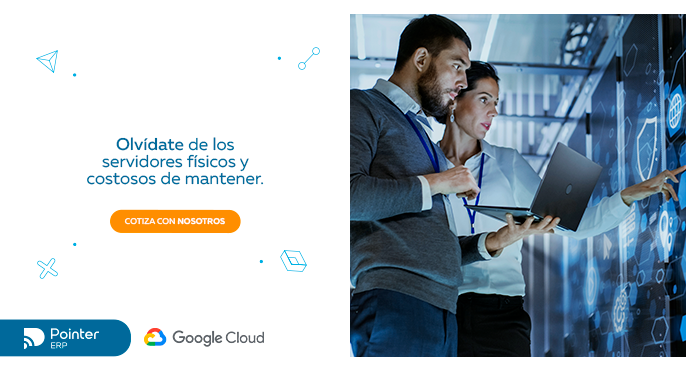 Olvídate de los
servidores físicos y
costosos de mantener.
COTIZA CON NOSOTROS
Pointer
ERP
Google Cloud